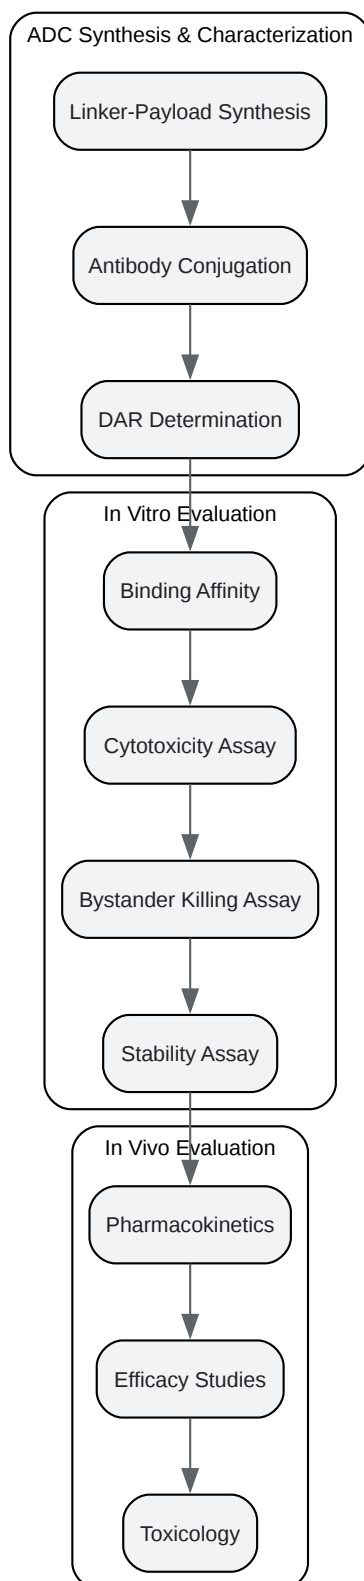 ADC Synthesis & Characterization
Linker-Payload Synthesis
Antibody Conjugation
DAR Determination
In Vitro Evaluation
Binding Affinity
Cytotoxicity Assay
Bystander Killing Assay
Stability Assay
In Vivo Evaluation
Pharmacokinetics
Efficacy Studies
Toxicology